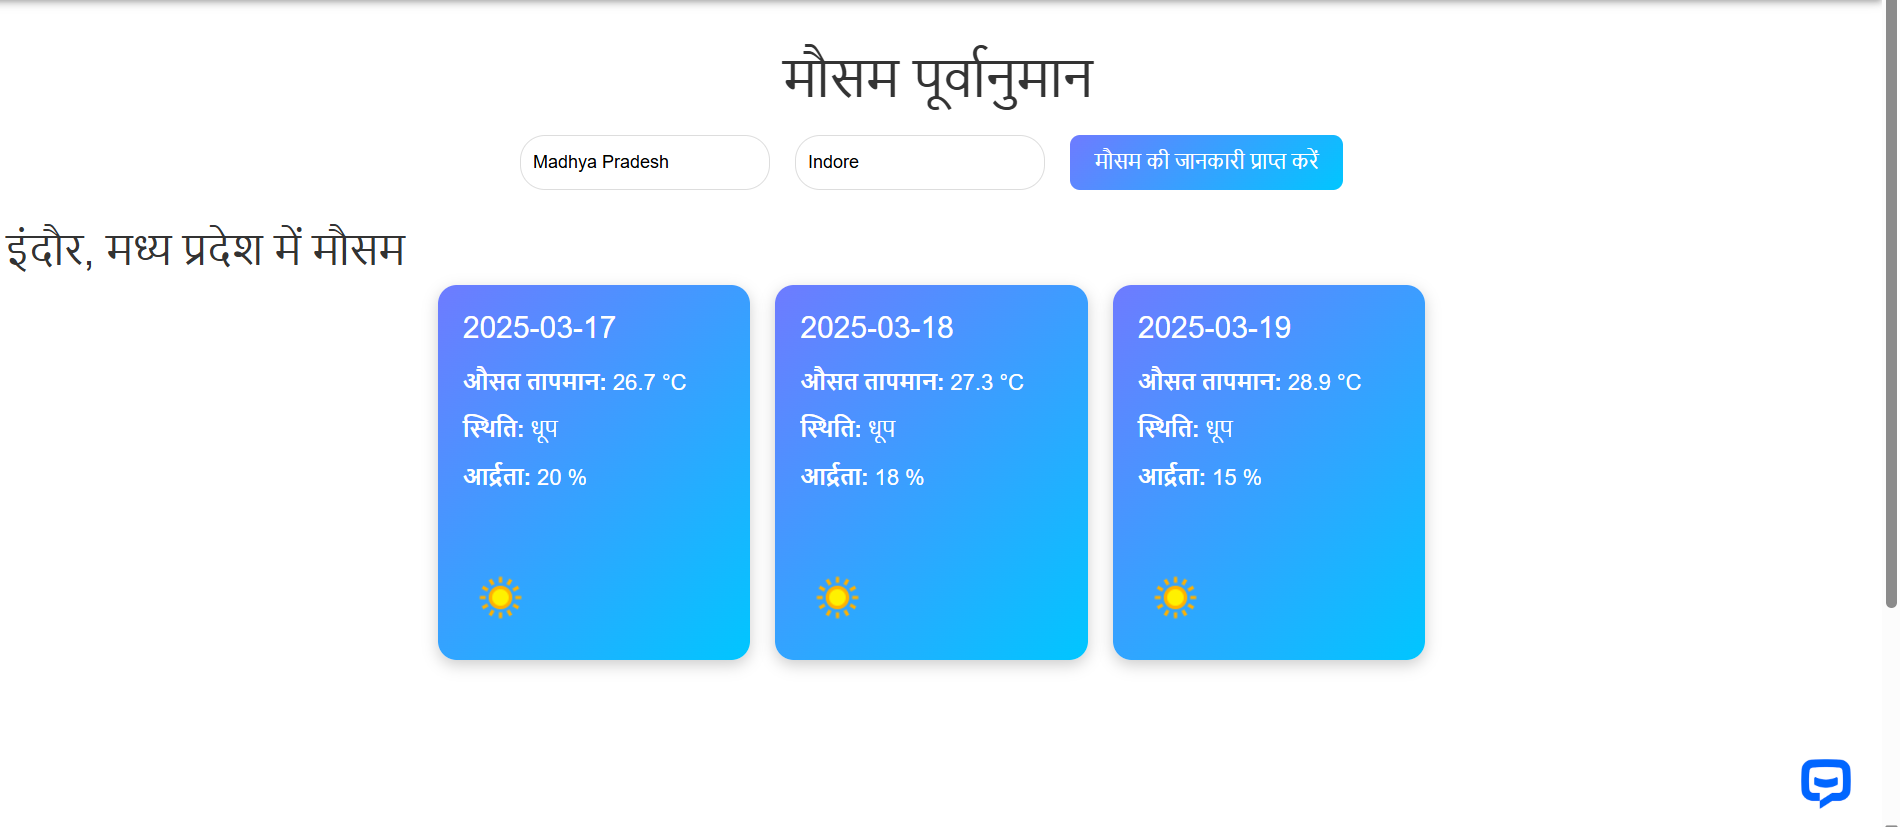 मौसम पूर्वानुमान
Madhya Pradesh
Indore
मौसम की जानकारी प्राप्त करें
इंदौर, मध्य प्रदेश में मौसम
2025-03-17
औसत तापमान: 26.7 °C
स्थिति: धूप
आर्द्रता: 20 %
2025-03-18
औसत तापमान: 27.3 °C
स्थिति: धूप
आर्द्रता: 18 %
2025-03-19
औसत तापमान: 28.9 °C
स्थिति: धूप
आर्द्रता: 15 %